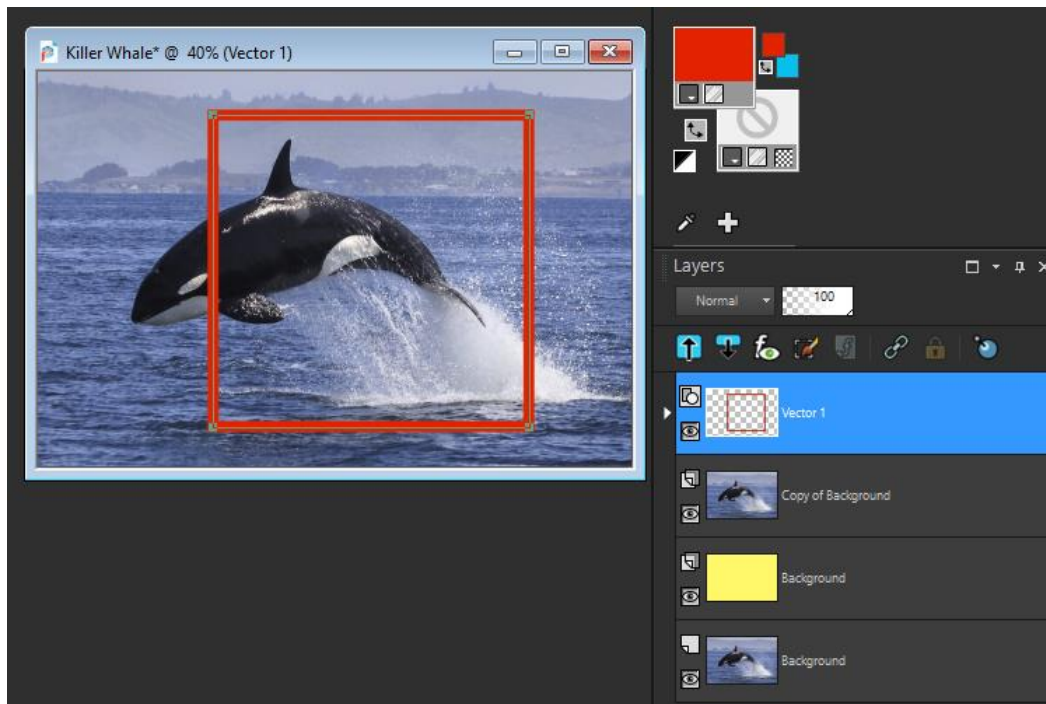 Killer Whale* @ 40% (Vector 1)
Layers
Normal
100
Vector 1
Copy of Background
Background
Background